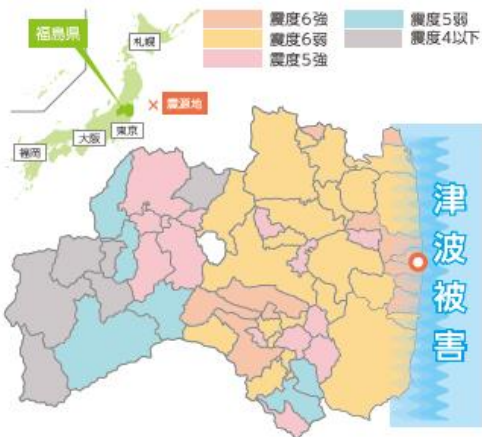 福島県
札幌
震源地
東京
大阪
福岡
震度6強
震度6弱
震度5強
震度5弱
震度4以下
津波被害